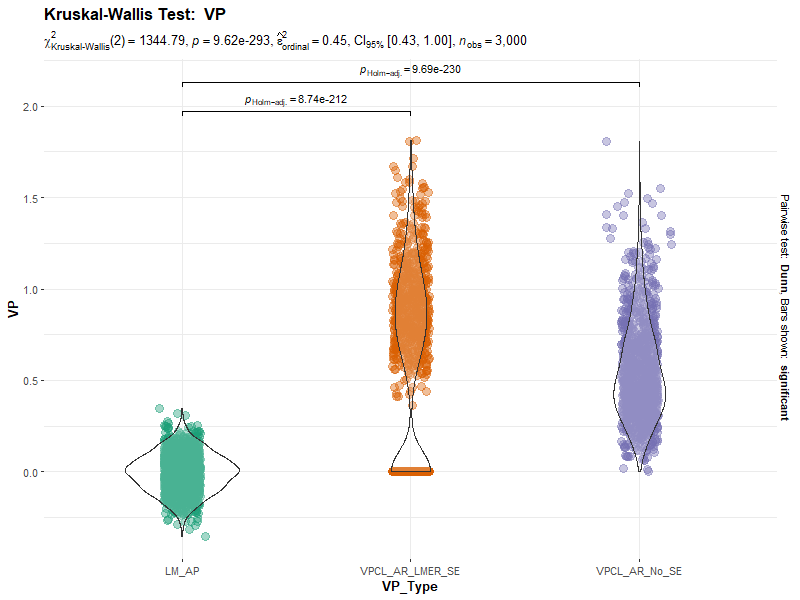 Kruskal-Wallis Test: VP
χ²Kruskal-Wallis(2) = 1344.79, p = 9.62e-293, ε̂²ordinal = 0.45, CI95% [0.43, 1.00], nobs = 3,000
pHolm-adj. = 9.69e-230
pHolm-adj. = 8.74e-212
2.0
1.5
1.0
0.5
0.0
VP
LM_AP
VPCL_AR_LMER_SE
VPCL_AR_No_SE
VP_Type
Pairwise test: Dunn, Bars shown: significant